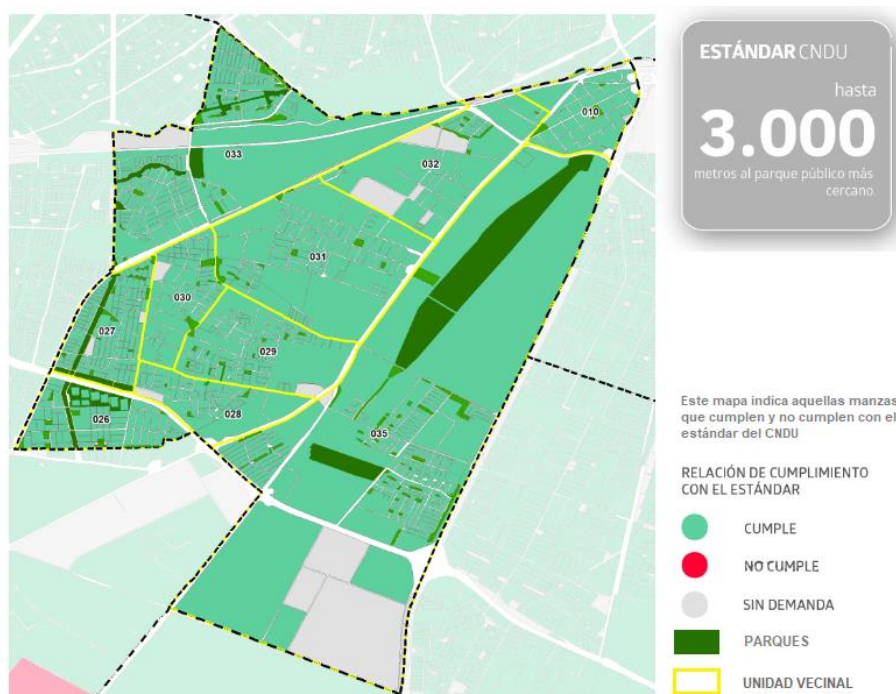 ESTÁNDAR CNDU
hasta
3.000
metros al parque público más
cercano.
010
033
032
031
030
027
029
028
026
035
Este mapa indica aquellas manzas
que cumplen y no cumplen con el
estándar del CNDU
RELACIÓN DE CUMPLIMIENTO
CON EL ESTÁNDAR
CUMPLE
NO CUMPLE
SIN DEMANDA
PARQUES
UNIDAD VECINAL